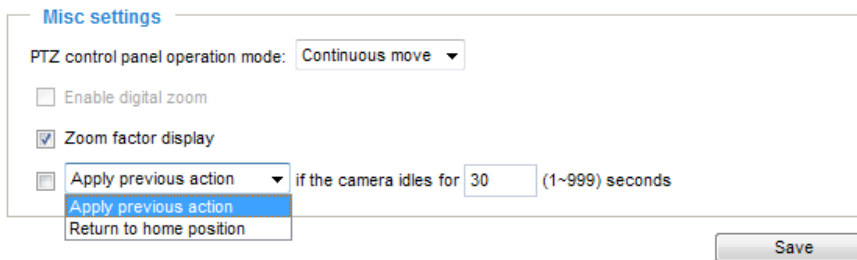 Misc settings
PTZ control panel operation mode: Continuous move
Enable digital zoom
Zoom factor display
Apply previous action if the camera idles for 30 (1~999) seconds
Apply previous action
Return to home position
Save